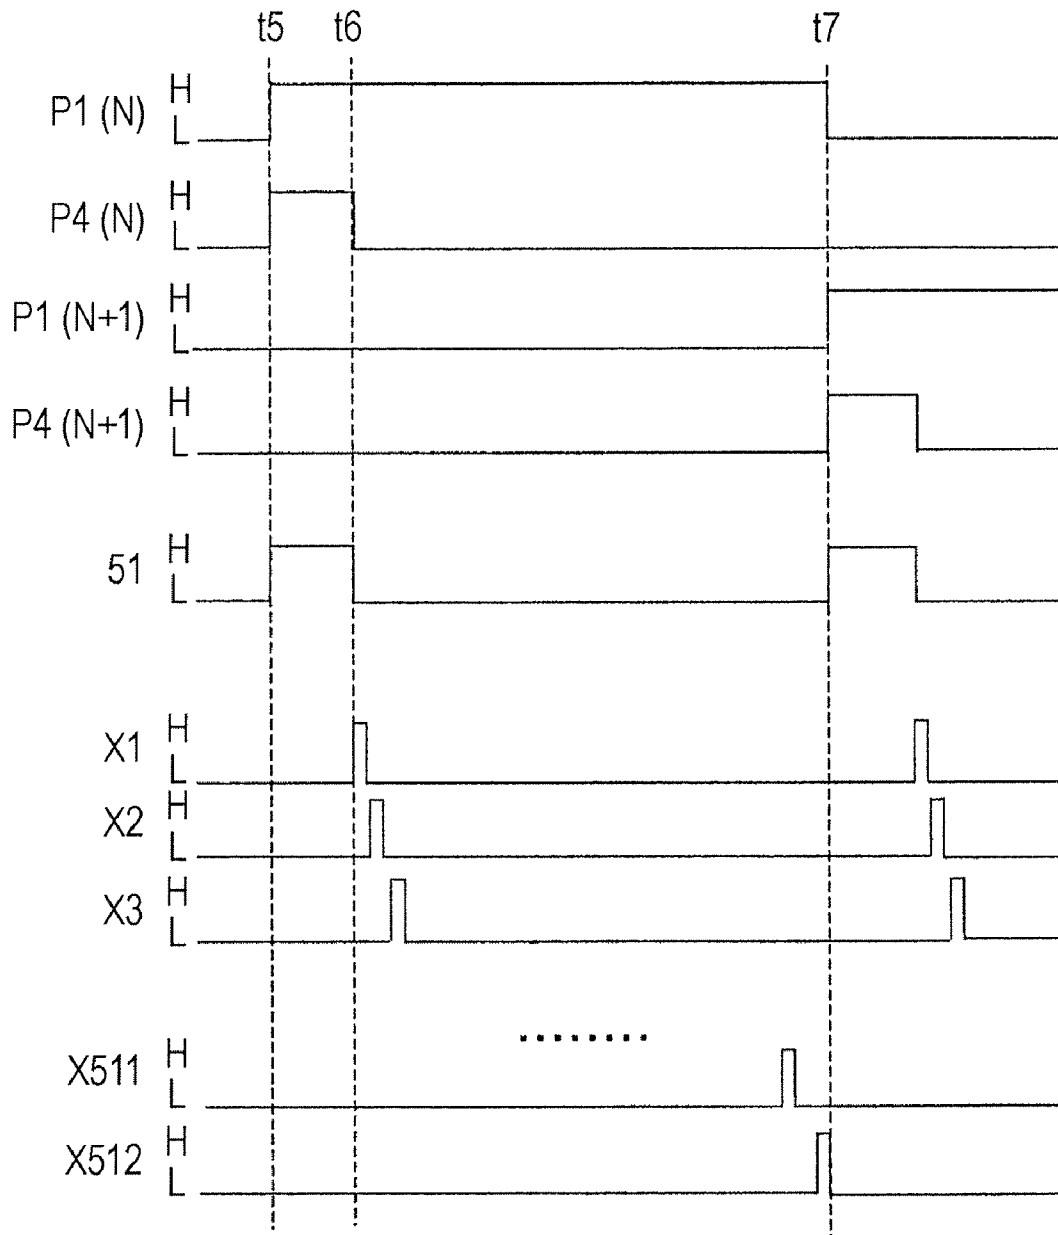 t5 t6 t7
P1 (N) H L
P4 (N) H L
P1 (N+1) H L
P4 (N+1) H L
51 H L
X1 H L
X2 H L
X3 H L
........
X511 H L
X512 H L